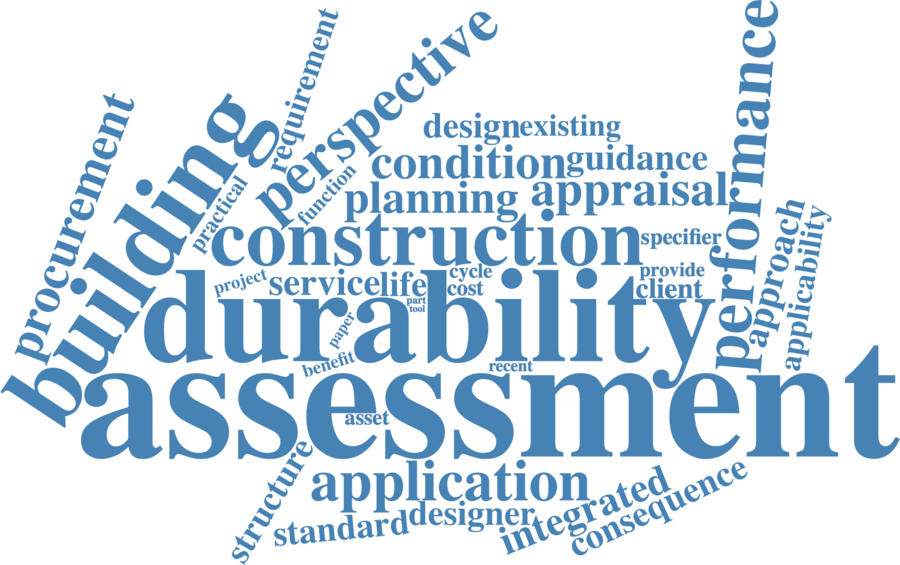 requirement
perspective
performance
procurement
building
practical
function
design
existing
condition
guidance
planning
appraisal
construction
specifier
approach
applicability
project
service
life
cycle
cost
provide
client
part
tool
durability
paper
benefit
recent
assessment
asset
structure
application
standard
designer
integrated
consequence